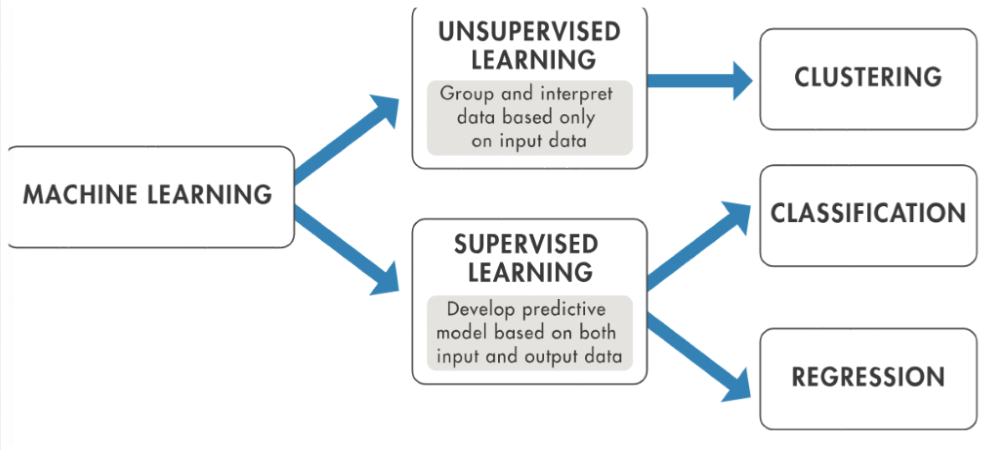 MACHINE LEARNING
UNSUPERVISED
LEARNING
Group and interpret
data based only
on input data
CLUSTERING
SUPERVISED
LEARNING
Develop predictive
model based on both
input and output data
CLASSIFICATION
REGRESSION